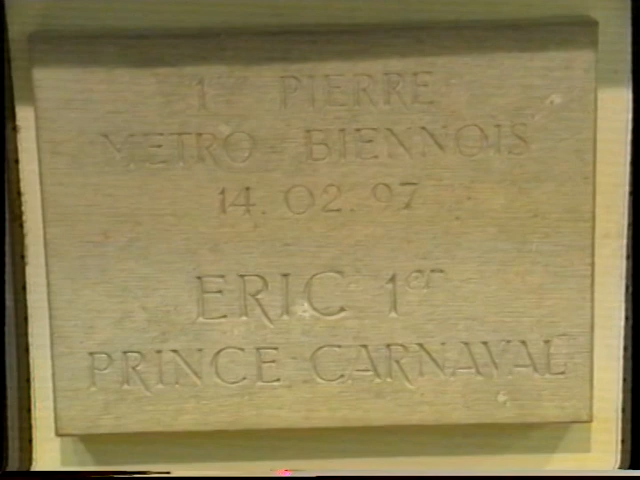 1re PIERRE
METRO-BIENNOIS
14.02.97
ERIC 1er
PRINCE CARNAVAL